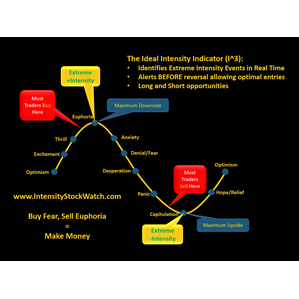 The Ideal Intensity Indicator (I^3):
• Identifies Extreme Intensity Events in Real Time
• Alerts BEFORE reversal allowing optimal entries
• Long and Short opportunities
Extreme
+Intensity
Most
Traders Buy
Here
Euphoria
Maximum Downside
Thrill
Anxiety
Excitement
Denial/Fear
Optimism
Desperation
Panic
Most
Traders
Sell Here
Optimism
Hope/Relief
Capitulation
Extreme
-Intensity
Maximum Upside
www.IntensityStockWatch.com
Buy Fear, Sell Euphoria
=
Make Money